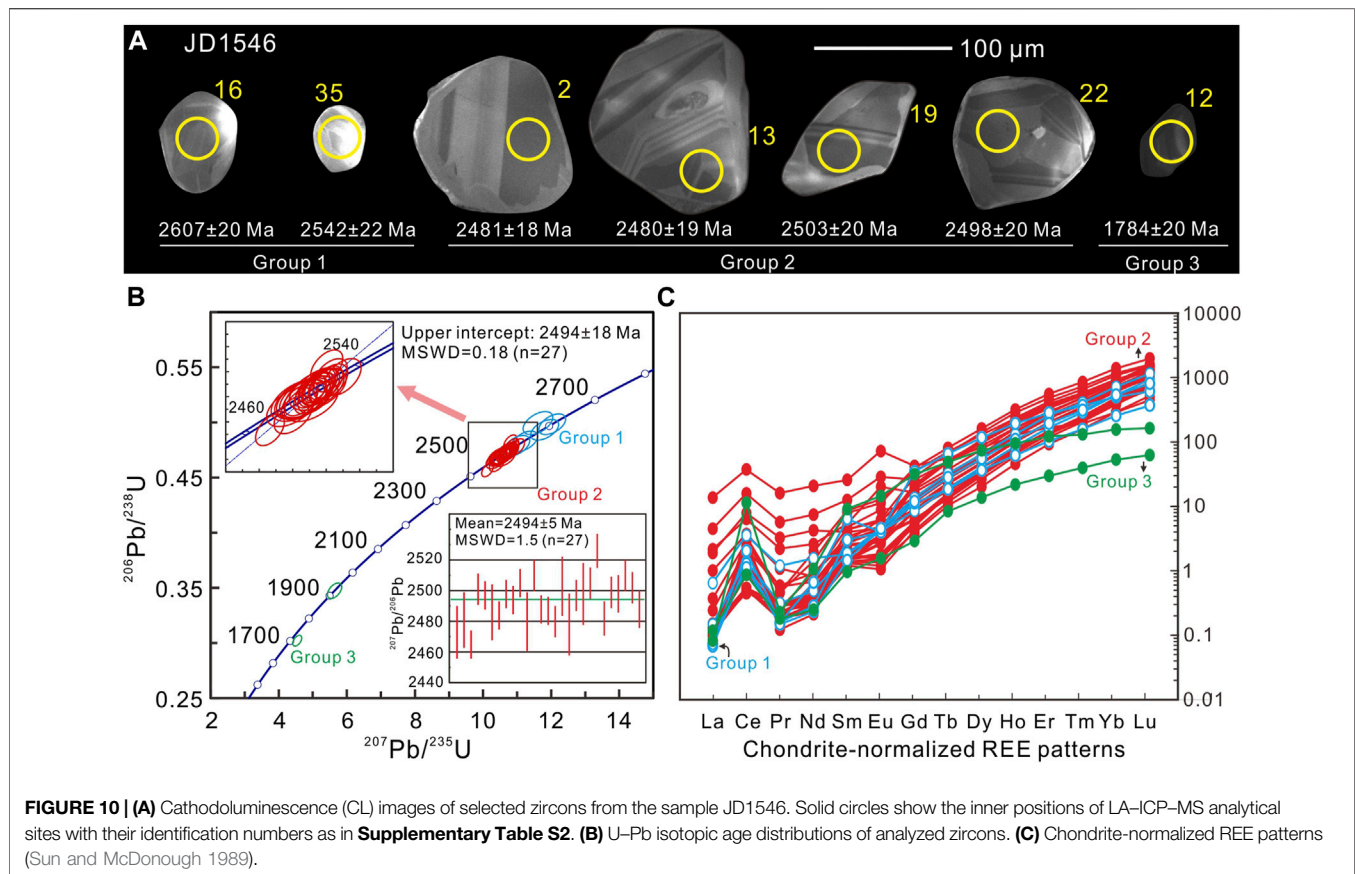 A
JD1546
100 µm
16
35
2
13
19
22
12
2607±20 Ma
2542±22 Ma
2481±18 Ma
2480±19 Ma
2503±20 Ma
2498±20 Ma
1784±20 Ma
Group 1
Group 2
Group 3
B
Upper intercept: 2494±18 Ma
MSWD=0.18 (n=27)
2540
2460
0.55
0.45
0.35
0.25
²⁰⁶Pb/²³⁸U
2700
2500
2300
2100
1900
1700
Group 1
Group 2
Group 3
Mean=2494±5 Ma
MSWD=1.5 (n=27)
2520
2500
2480
2460
2440
²⁰⁷Pb/²⁰⁶Pb
2 4 6 8 10 12 14
²⁰⁷Pb/²³⁵U
C
Group 2
Group 3
Group 1
10000
1000
100
10
1
0.1
0.01
La Ce Pr Nd Sm Eu Gd Tb Dy Ho Er Tm Yb Lu
Chondrite-normalized REE patterns
FIGURE 10 | (A) Cathodoluminescence (CL) images of selected zircons from the sample JD1546. Solid circles show the inner positions of LA–ICP–MS analytical
sites with their identification numbers as in Supplementary Table S2. (B) U–Pb isotopic age distributions of analyzed zircons. (C) Chondrite-normalized REE patterns
(Sun and McDonough 1989).